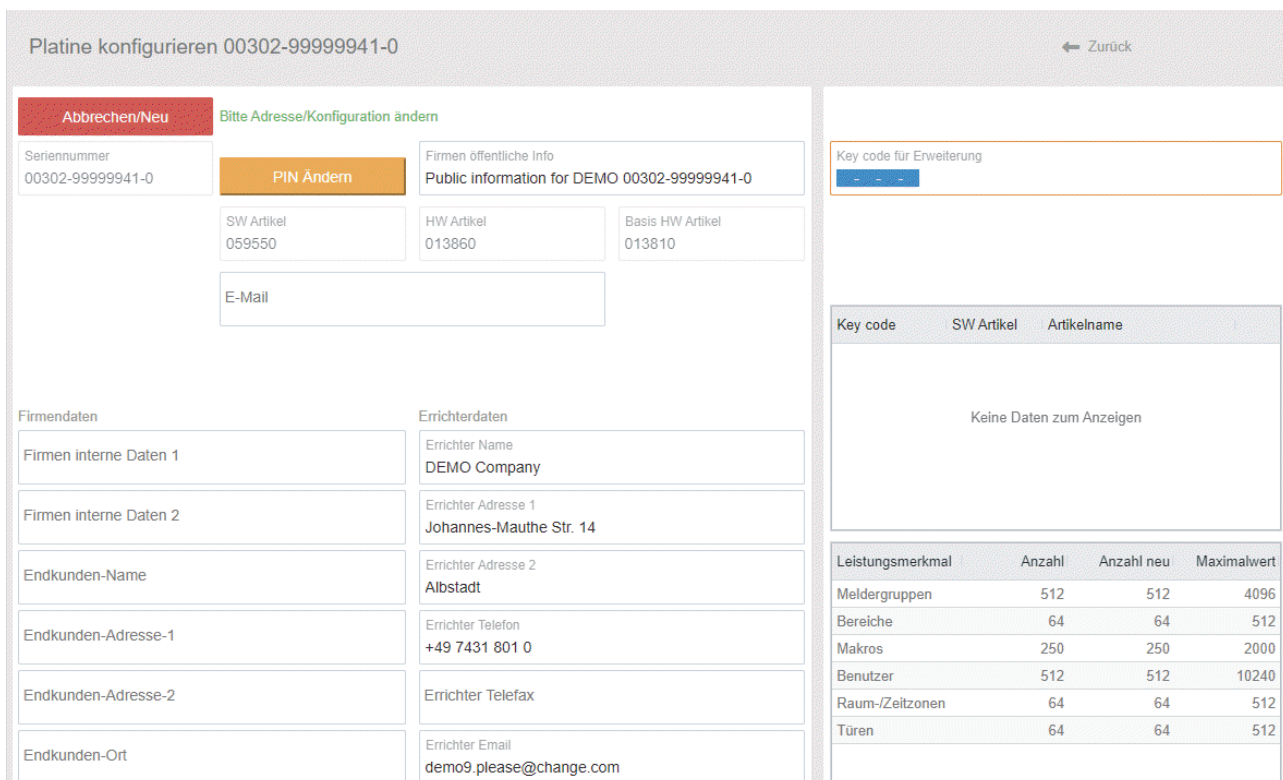 Platine konfigurieren 00302-99999941-0
Zurück
Abbrechen/Neu
Bitte Adresse/Konfiguration ändern
Seriennummer
00302-99999941-0
PIN Ändern
Firmen öffentliche Info
Public information for DEMO 00302-99999941-0
SW Artikel
059550
HW Artikel
013860
Basis HW Artikel
013810
E-Mail
Firmendaten
Firmen interne Daten 1
Firmen interne Daten 2
Endkunden-Name
Endkunden-Adresse-1
Endkunden-Adresse-2
Endkunden-Ort
Errichterdaten
Errichter Name
DEMO Company
Errichter Adresse 1
Johannes-Mauthe Str. 14
Errichter Adresse 2
Albstadt
Errichter Telefon
+49 7431 801 0
Errichter Telefax
Errichter Email
demo9.please@change.com
Key code für Erweiterung
- - -
Key code SW Artikel Artikelname
Keine Daten zum Anzeigen
Leistungsmerkmal Anzahl Anzahl neu Maximalwert
Meldergruppen 512 512 4096
Bereiche 64 64 512
Makros 250 250 2000
Benutzer 512 512 10240
Raum-/Zeitzonen 64 64 512
Türen 64 64 512